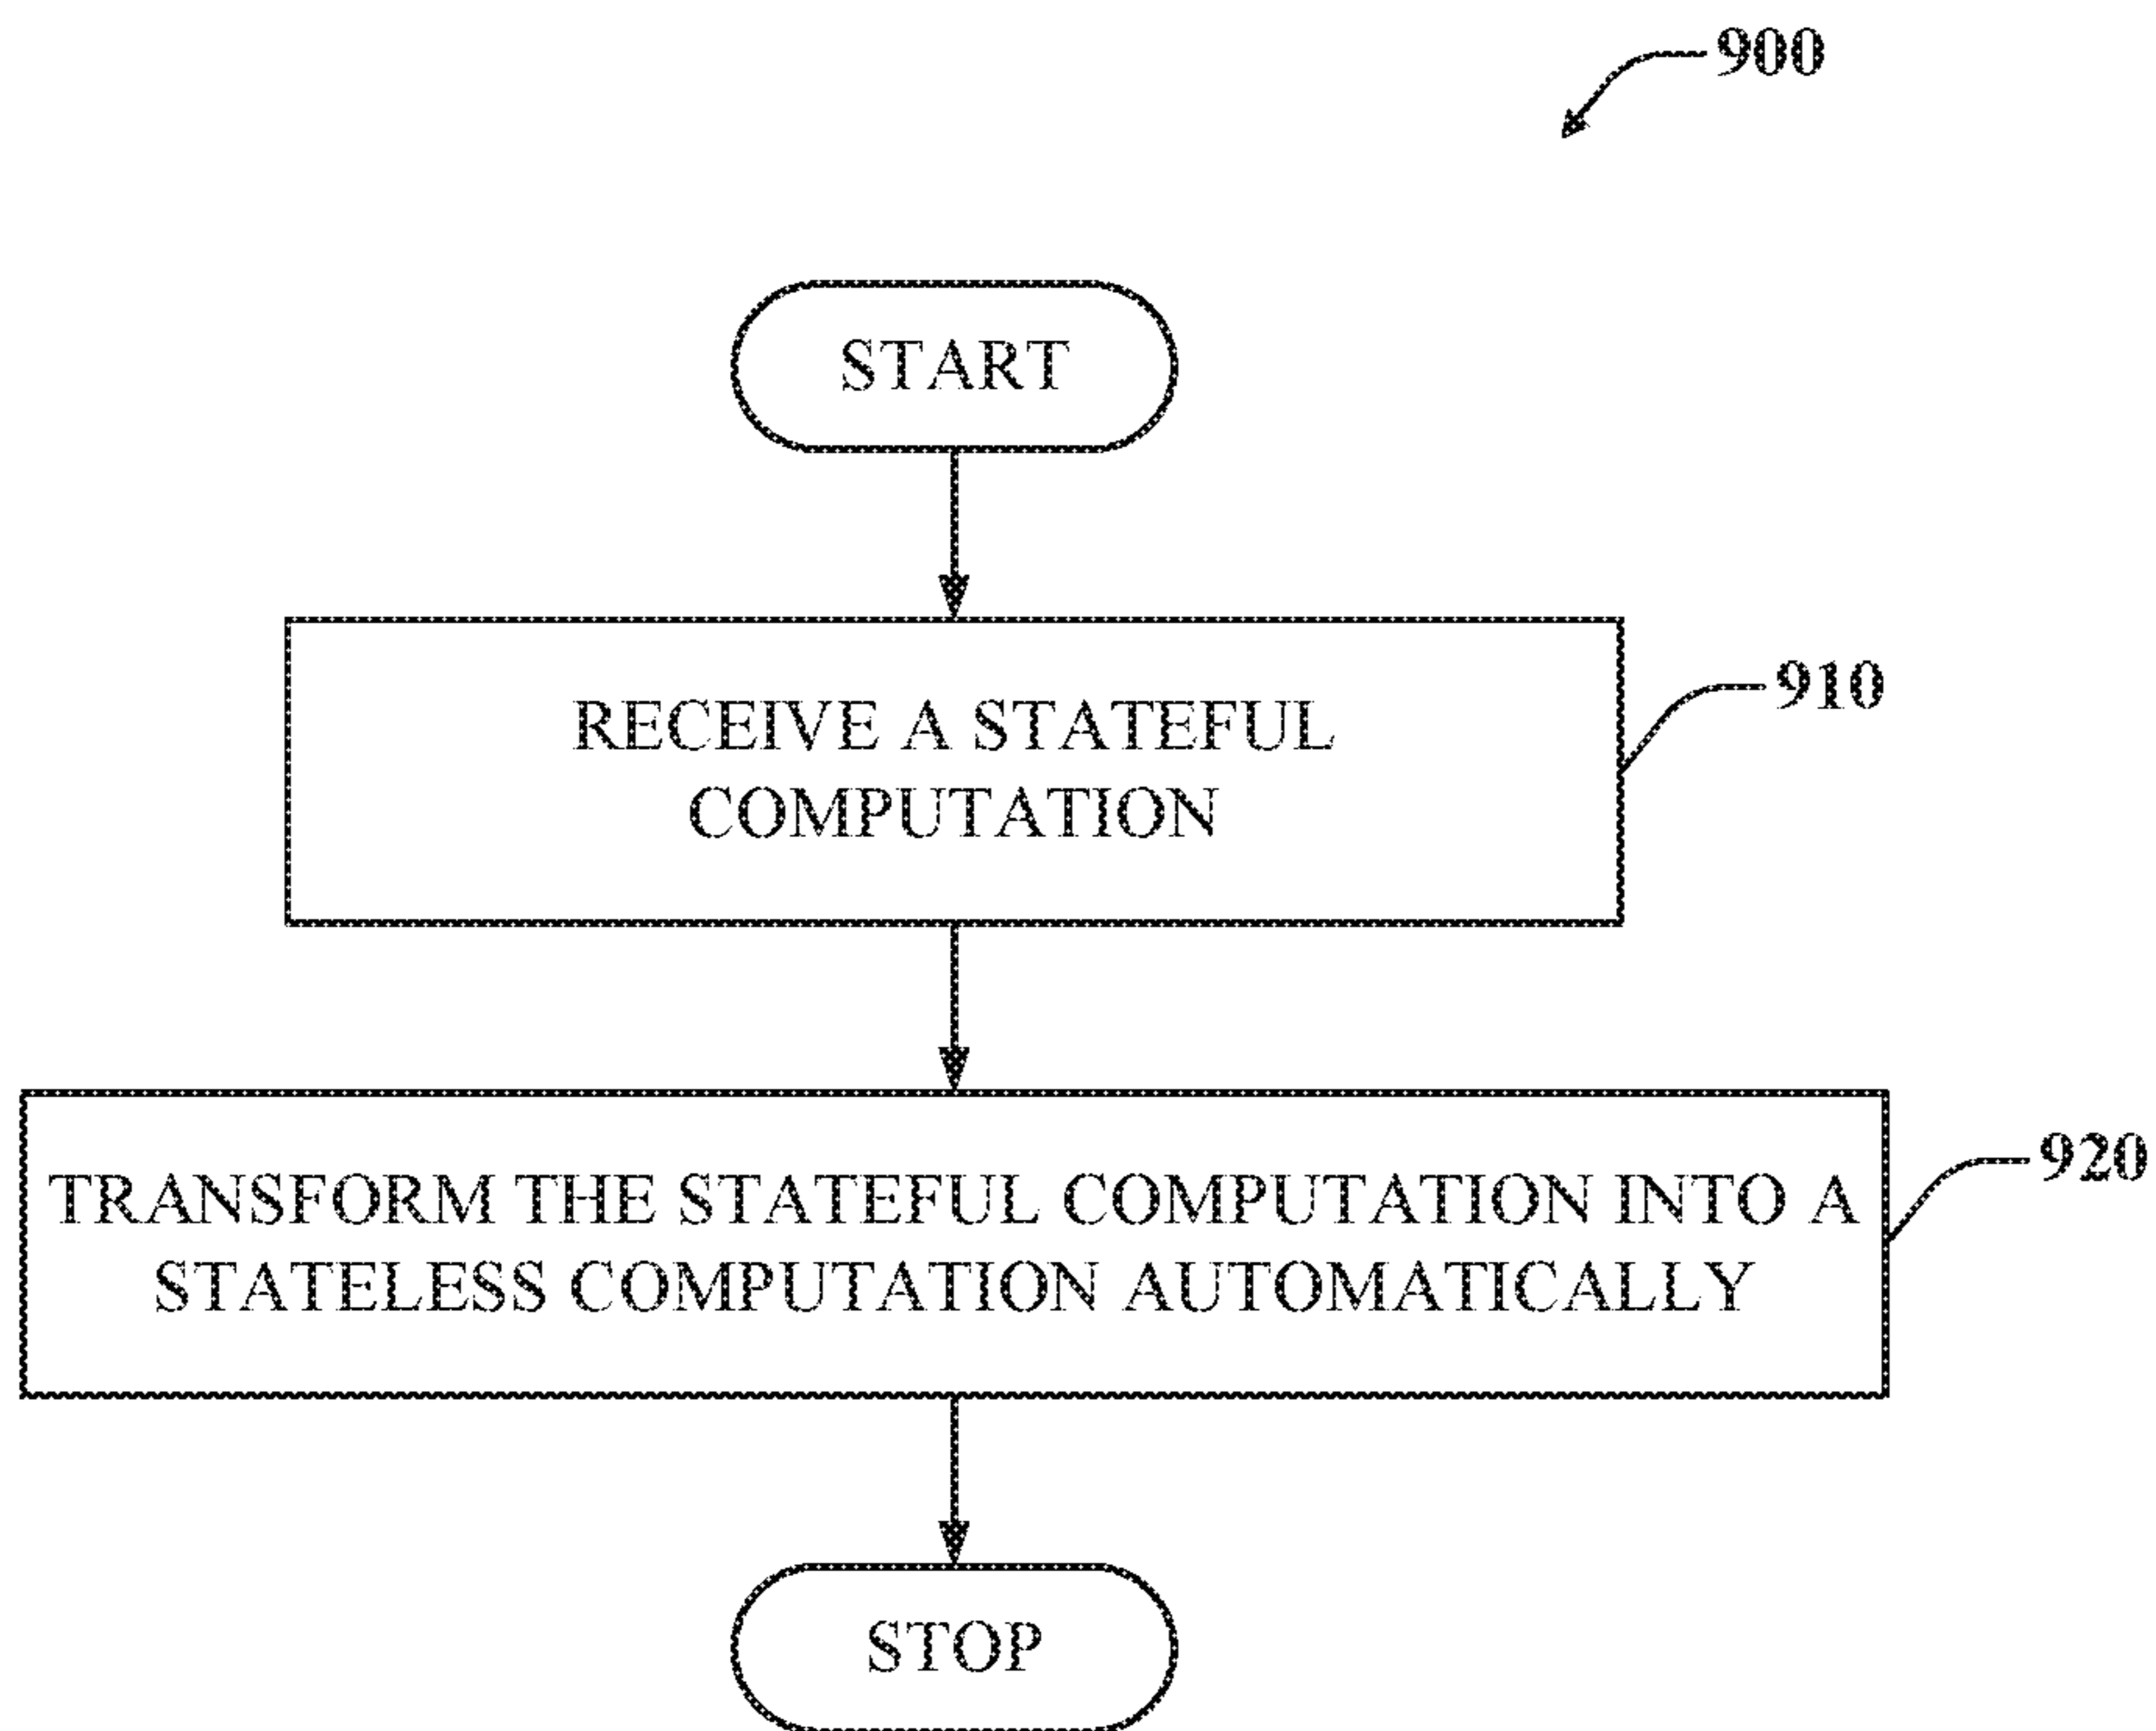 900
START
RECEIVE A STATEFUL
COMPUTATION
910
TRANSFORM THE STATEFUL COMPUTATION INTO A
STATELESS COMPUTATION AUTOMATICALLY
920
STOP